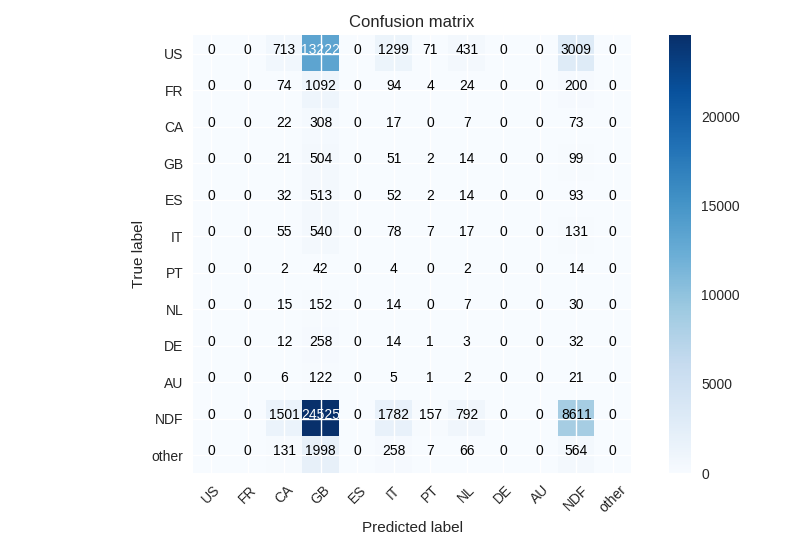 Confusion matrix
US 0 0 713 13222 0 1299 71 431 0 0 3009 0
FR 0 0 74 1092 0 94 4 24 0 0 200 0
CA 0 0 22 308 0 17 0 7 0 0 73 0
GB 0 0 21 504 0 51 2 14 0 0 99 0
ES 0 0 32 513 0 52 2 14 0 0 93 0
IT 0 0 55 540 0 78 7 17 0 0 131 0
PT 0 0 2 42 0 4 0 2 0 0 14 0
NL 0 0 15 152 0 14 0 7 0 0 30 0
DE 0 0 12 258 0 14 1 3 0 0 32 0
AU 0 0 6 122 0 5 1 2 0 0 21 0
NDF 0 0 1501 24525 0 1782 157 792 0 0 8611 0
other 0 0 131 1998 0 258 7 66 0 0 564 0
US FR CA GB ES IT PT NL DE AU NDF other
Predicted label
True label
20000
15000
10000
5000
0